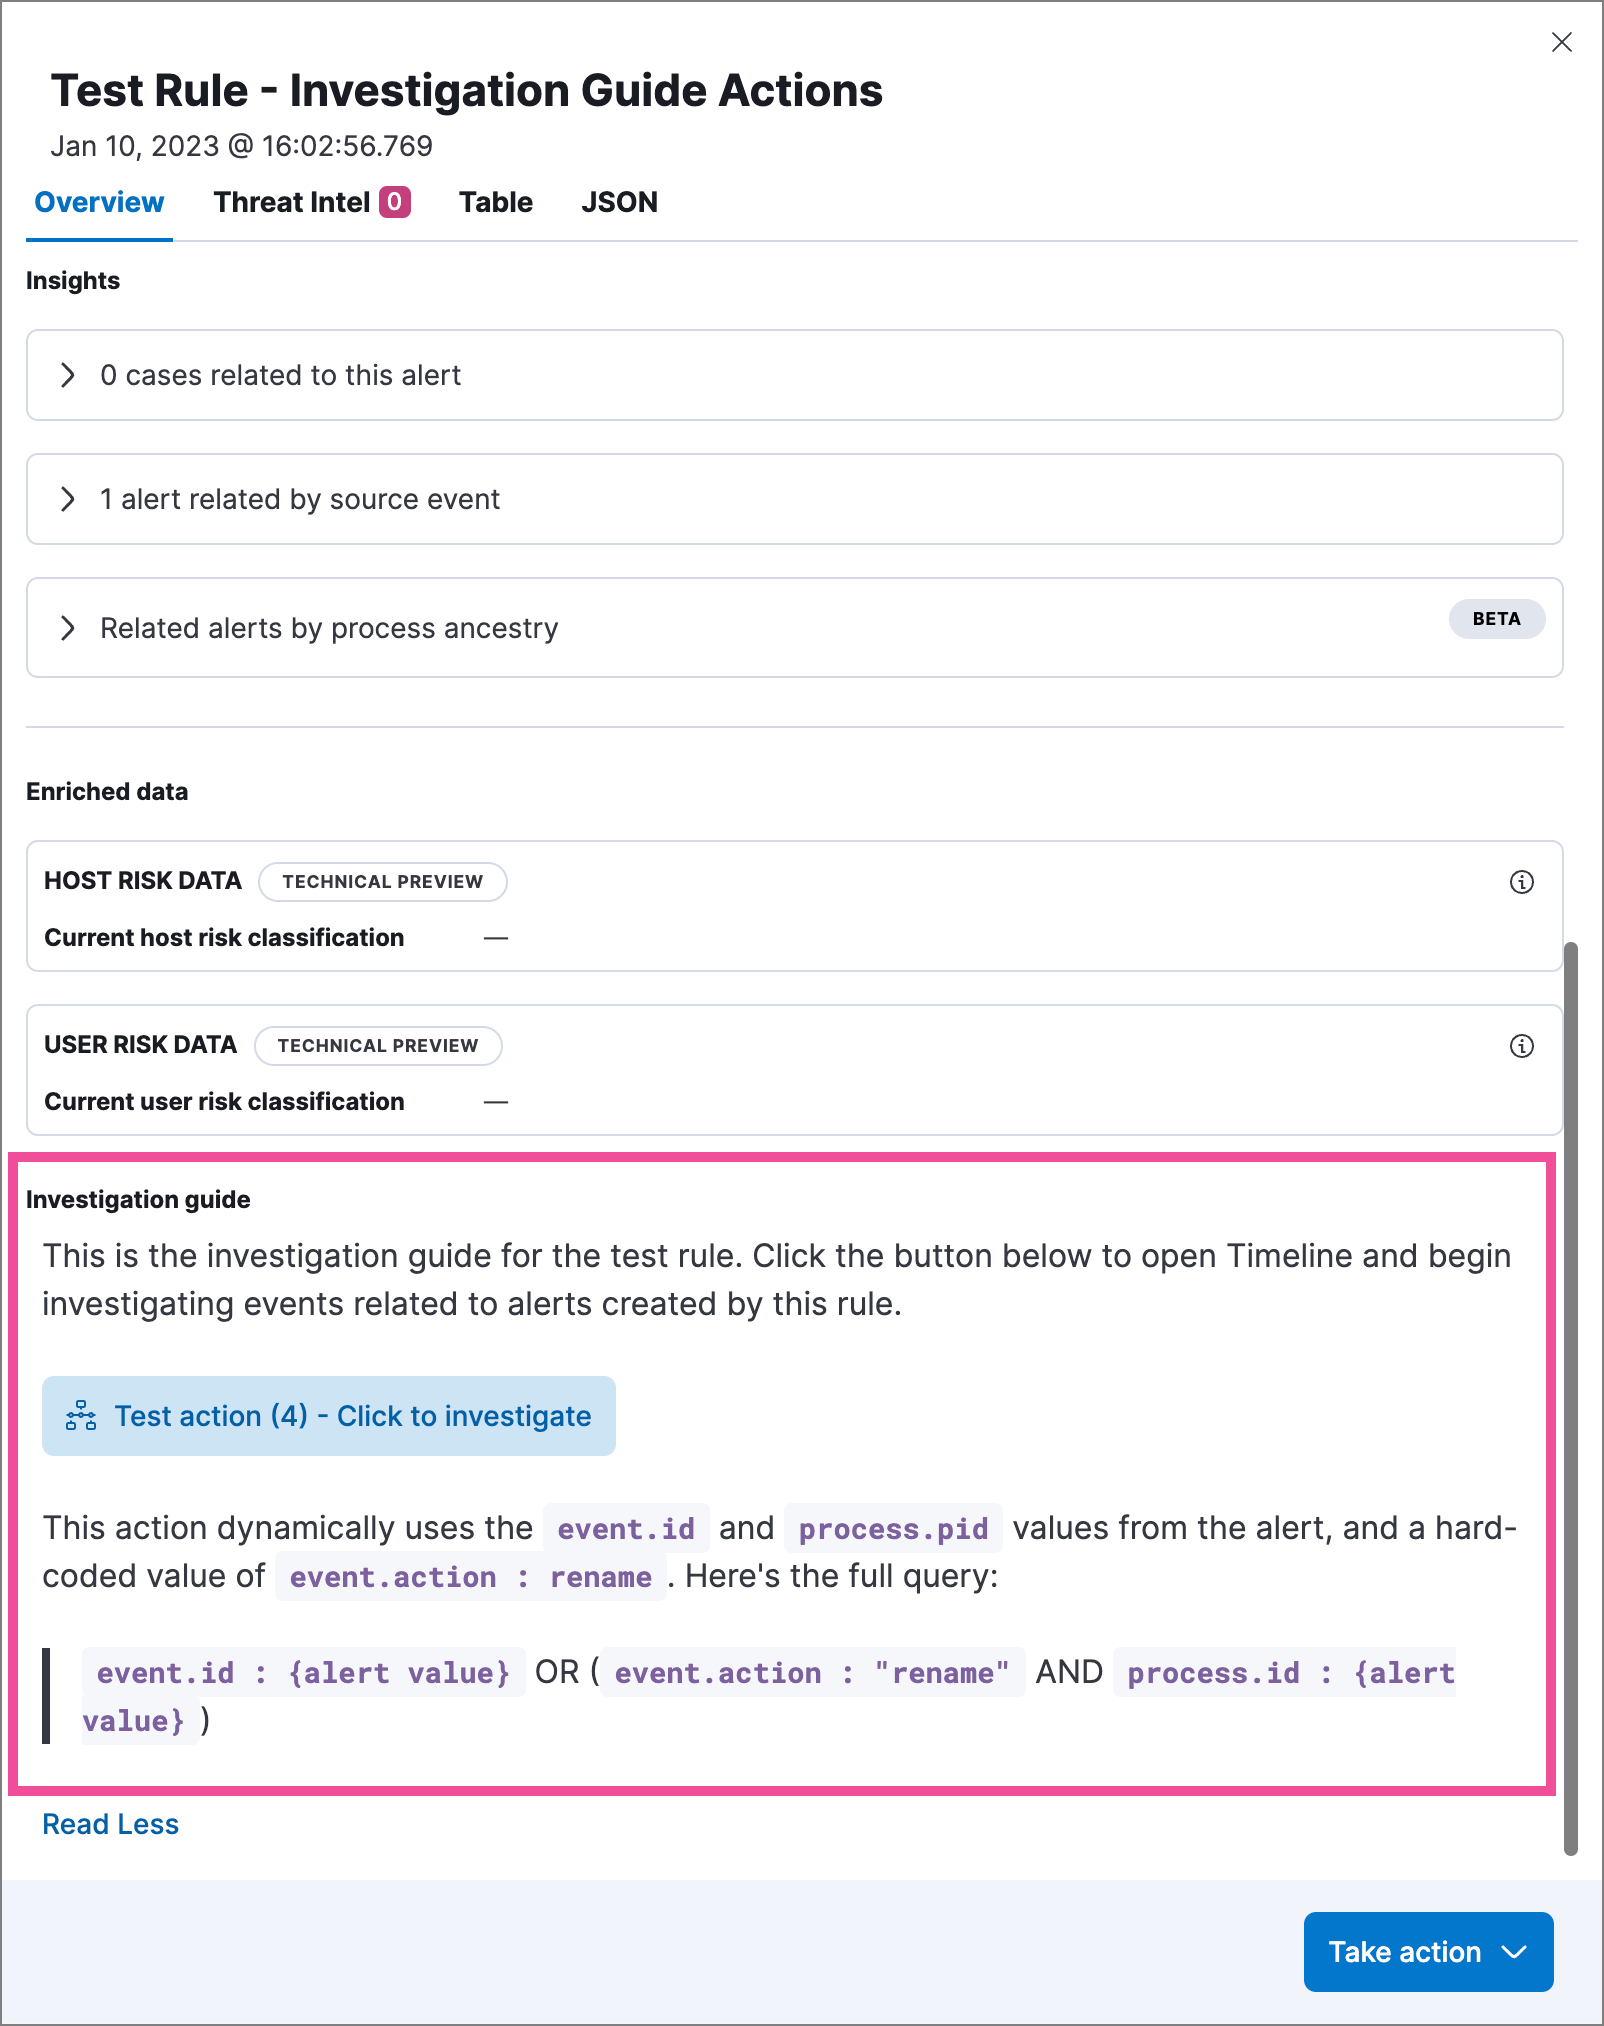 Test Rule - Investigation Guide Actions
Jan 10, 2023 @ 16:02:56.769
Overview Threat Intel 0 Table JSON
Insights
0 cases related to this alert
1 alert related by source event
Related alerts by process ancestry BETA
Enriched data
HOST RISK DATA TECHNICAL PREVIEW
Current host risk classification —
USER RISK DATA TECHNICAL PREVIEW
Current user risk classification —
Investigation guide
This is the investigation guide for the test rule. Click the button below to open Timeline and begin
investigating events related to alerts created by this rule.
Test action (4) - Click to investigate
This action dynamically uses the event.id and process.pid values from the alert, and a hard-
coded value of event.action : rename . Here's the full query:
event.id : {alert value} OR ( event.action : "rename" AND process.id : {alert
value} )
Read Less
Take action